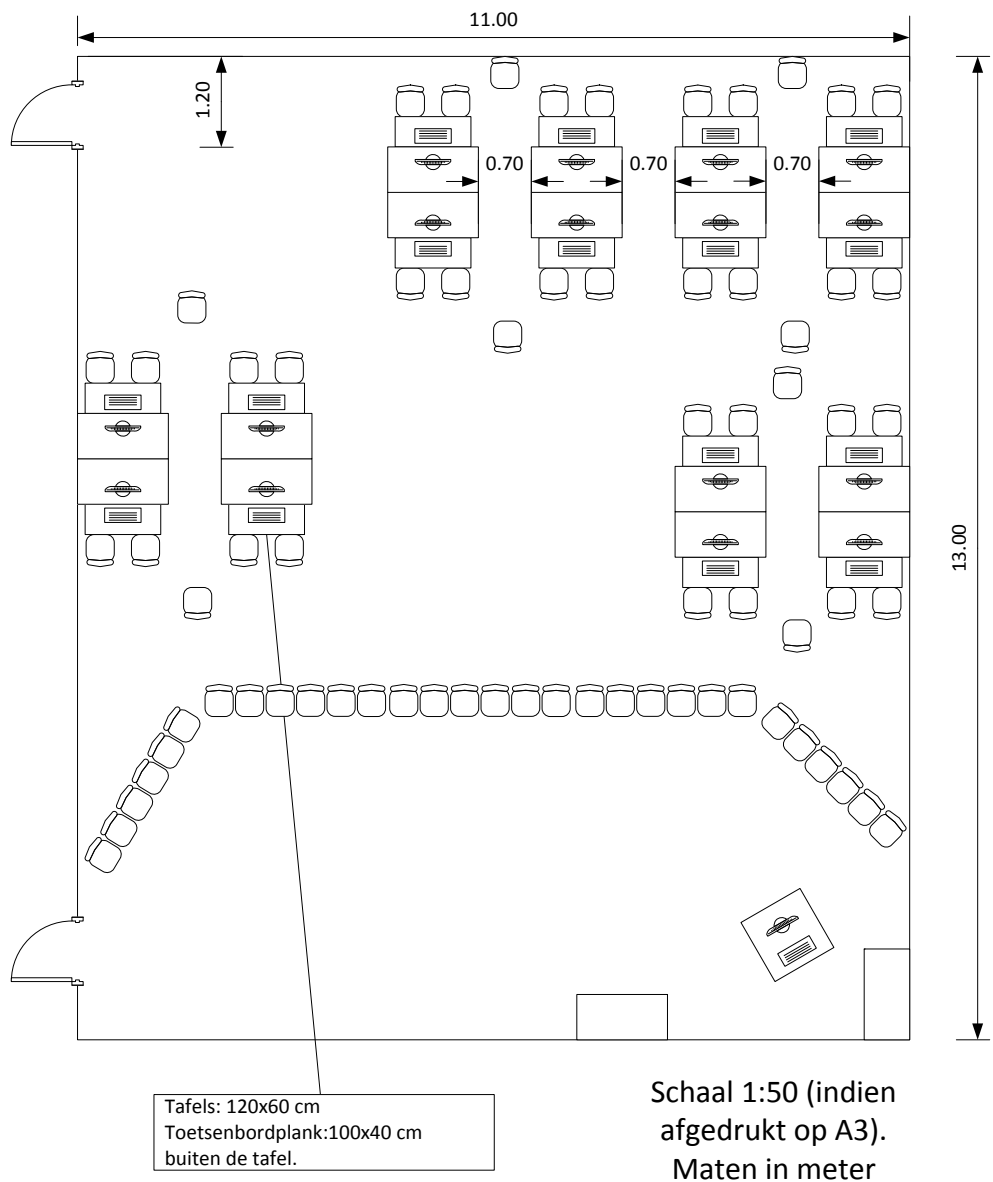 11.00
1.20
0.70
0.70
0.70
13.00
Tafels: 120x60 cm
Toetsenbordplank:100x40 cm
buiten de tafel.
Schaal 1:50 (indien
afgedrukt op A3).
Maten in meter